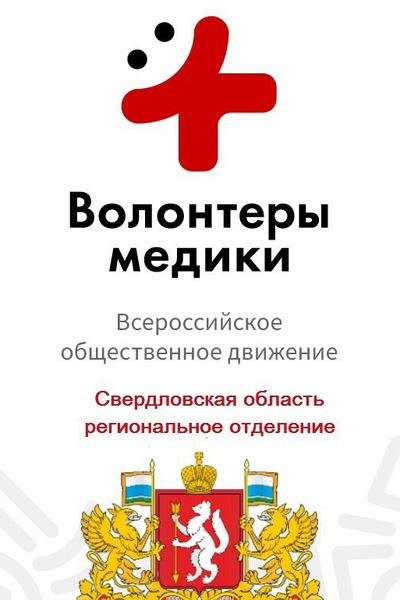 Волонтеры
медики
Всероссийское
общественное движение
Свердловская область
региональное отделение